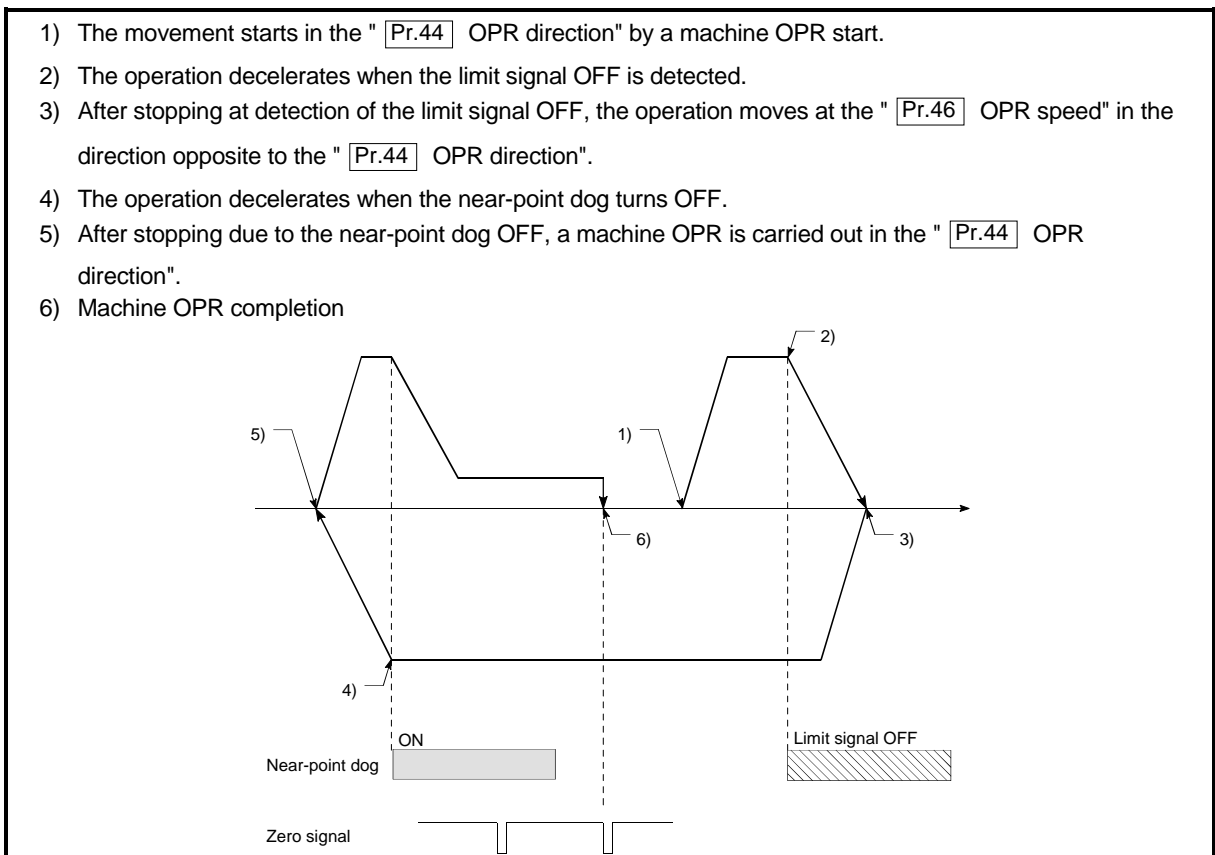 1) The movement starts in the " Pr.44 OPR direction" by a machine OPR start.
2) The operation decelerates when the limit signal OFF is detected.
3) After stopping at detection of the limit signal OFF, the operation moves at the " Pr.46 OPR speed" in the
direction opposite to the " Pr.44 OPR direction".
4) The operation decelerates when the near-point dog turns OFF.
5) After stopping due to the near-point dog OFF, a machine OPR is carried out in the " Pr.44 OPR
direction".
6) Machine OPR completion
2)
5)
1)
6)
3)
4)
ON
Limit signal OFF
Near-point dog
Zero signal